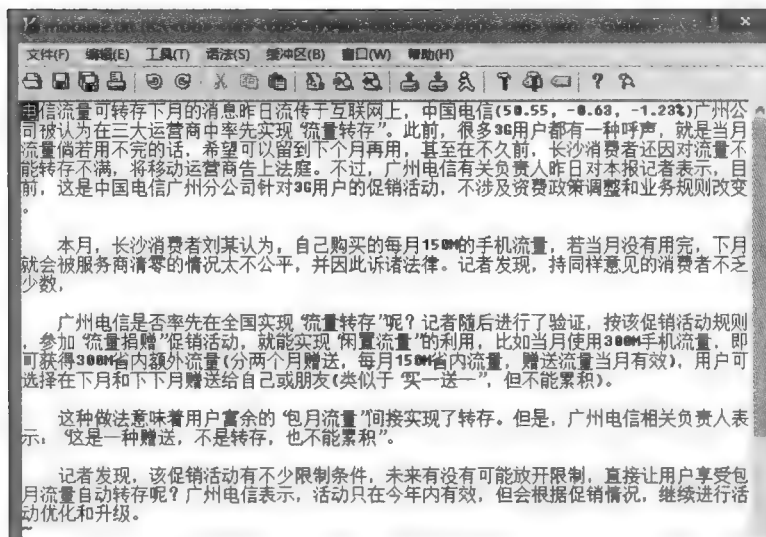 文件(F) 编辑(E) 工具(T) 语法(S) 缓冲区(B) 窗口(W) 帮助(H)
电信流量可转存下月的消息昨日流传于互联网上，中国电信(50.55, -0.63, -1.23%)广州公
司被认为在三大运营商中率先实现“流量转存”。此前，很多3G用户都有一种呼声，就是当月
流量倘若用不完的话，希望可以留到下个月再用，甚至在不久前，长沙消费者还因对流量不
能转存不满，将移动运营商告上法庭。不过，广州电信有关负责人昨日对本报记者表示，目
前，这是中国电信广州分公司针对3G用户的促销活动，不涉及资费政策调整和业务规则改变
。
本月，长沙消费者刘某认为，自己购买的每月150M的手机流量，若当月没有用完，下月
就会被服务商清零的情况太不公平，并因此诉诸法律。记者发现，持同样意见的消费者不乏
少数，
广州电信是否率先在全国实现“流量转存”呢？记者随后进行了验证，按该促销活动规则
，参加“流量捐赠”促销活动，就能实现“闲置流量”的利用，比如当月使用300M手机流量，即
可获得300M省内额外流量(分两个月赠送，每月150M省内流量，赠送流量当月有效)，用户可
选择在下月和下下月赠送给自己或朋友(类似于“买一送一”，但不能累积)。
这种做法意味着用户富余的“包月流量”间接实现了转存。但是，广州电信相关负责人表
示：“这是一种赠送，不是转存，也不能累积”。
记者发现，该促销活动有不少限制条件，未来有没有可能放开限制，直接让用户享受包
月流量自动转存呢？广州电信表示，活动只在今年内有效，但会根据促销情况，继续进行活
动优化和升级。
~